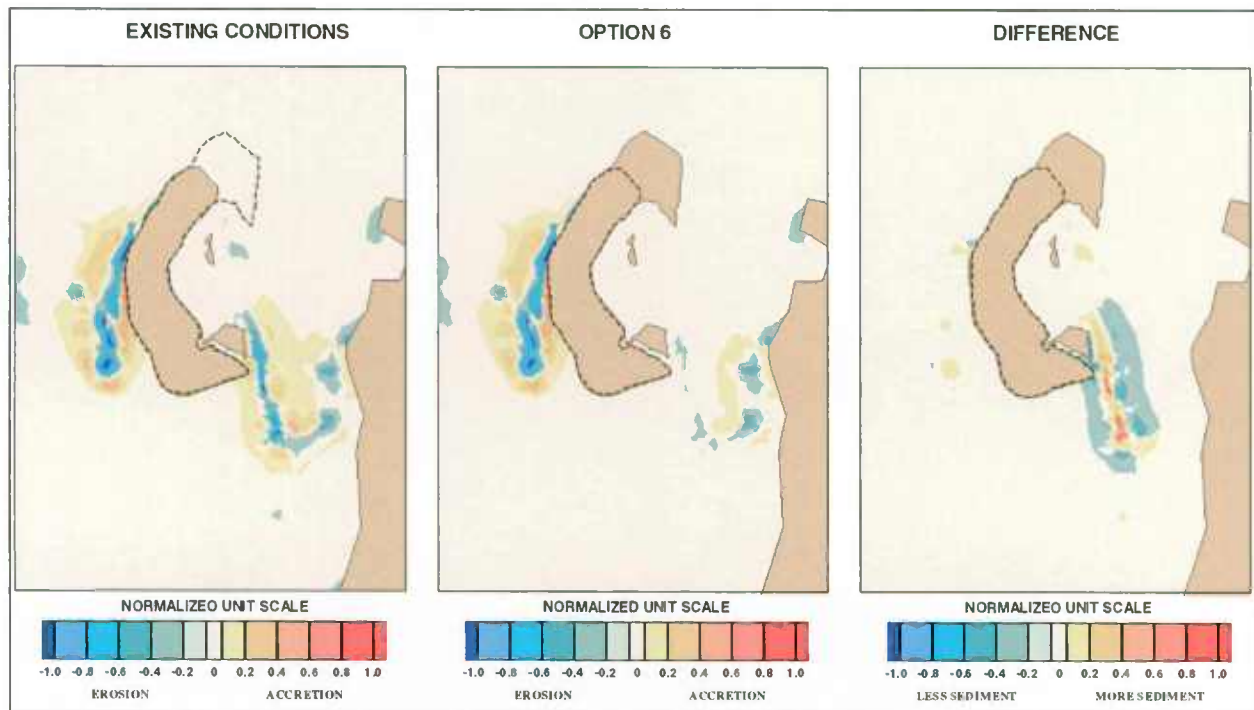 EXISTING CONDITIONS
OPTION 6
DIFFERENCE
NORMALIZEO UNIT SCALE
-1.0 -0.8 -0.6 -0.4 -0.2 0 0.2 0.4 0.6 0.8 1.0
EROSION ACCRETION
NORMALIZED UNIT SCALE
-1.0 -0.8 -0.6 -0.4 -0.2 0 0.2 0.4 0.6 0.8 1.0
EROSION ACCRETION
NORMALIZED UNIT SCALE
-1.0 -0.8 -0.6 -0.4 -0.2 0 0.2 0.4 0.6 0.8 1.0
LESS SEDIMENT MORE SEDIMENT